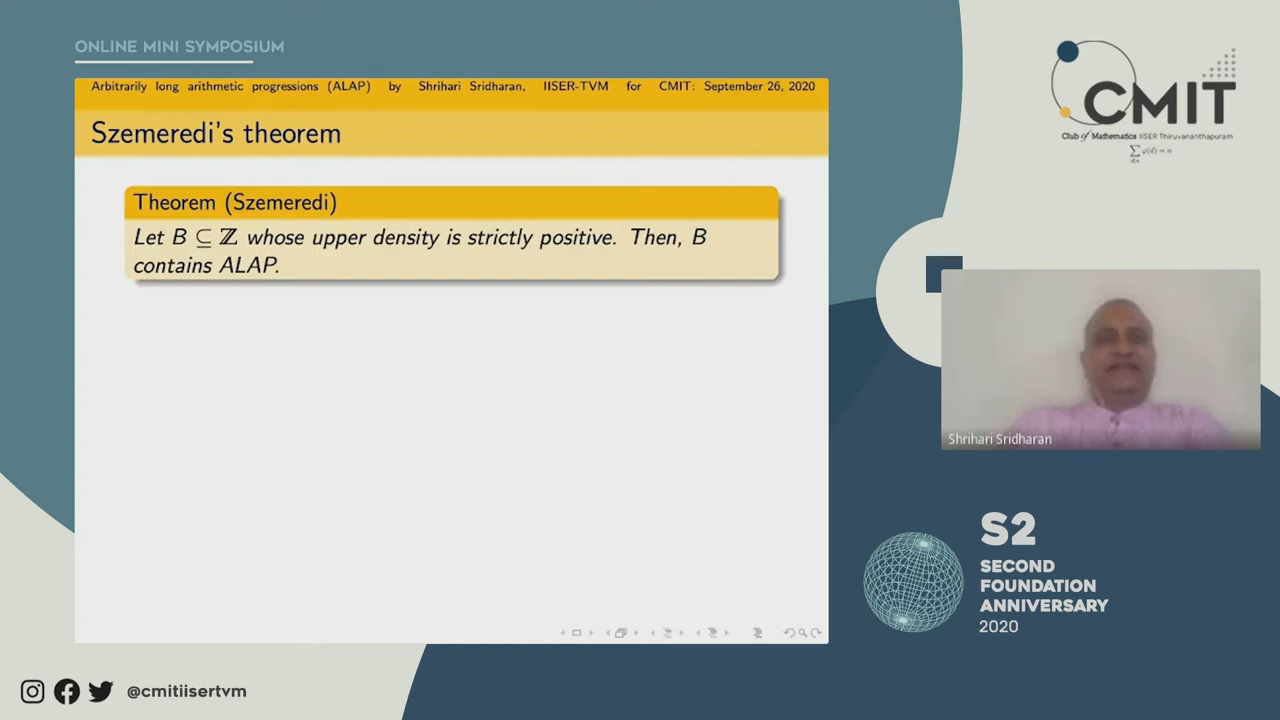 ONLINE MINI SYMPOSIUM
Arbitrarily long arithmetic progressions (ALAP) by Shrihari Sridharan, IISER-TVM for CMIT: September 26, 2020
Szemeredi's theorem
Theorem (Szemeredi)
Let B ⊆ ℤ whose upper density is strictly positive. Then, B
contains ALAP.
CMIT
Club of Mathematics IISER Thiruvananthapuram
∑ φ(d) = n
d|n
Shrihari Sridharan
S2
SECOND
FOUNDATION
ANNIVERSARY
2020
@cmitiisertvm